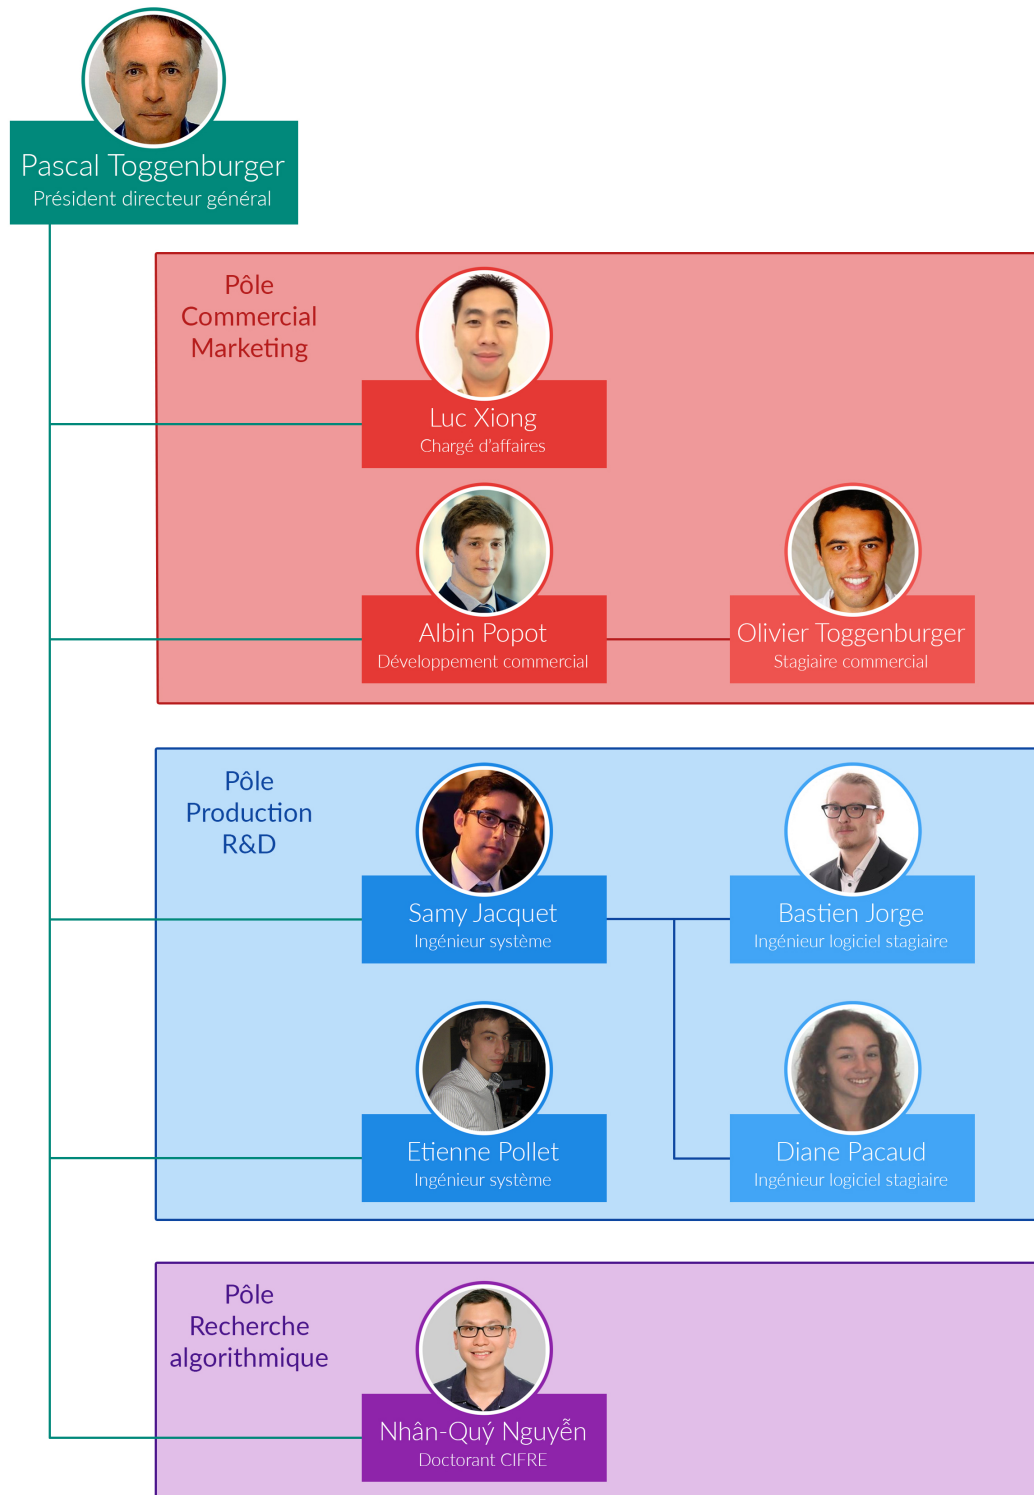 Pascal Toggenburger
Président directeur général
Pôle
Commercial
Marketing
Luc Xiong
Chargé d'affaires
Albin Popot
Développement commercial
Olivier Toggenburger
Stagiaire commercial
Pôle
Production
R&D
Samy Jacquet
Ingénieur système
Bastien Jorge
Ingénieur logiciel stagiaire
Etienne Pollet
Ingénieur système
Diane Pacaud
Ingénieur logiciel stagiaire
Pôle
Recherche
algorithmique
Nhân-Quý Nguyễn
Doctorant CIFRE